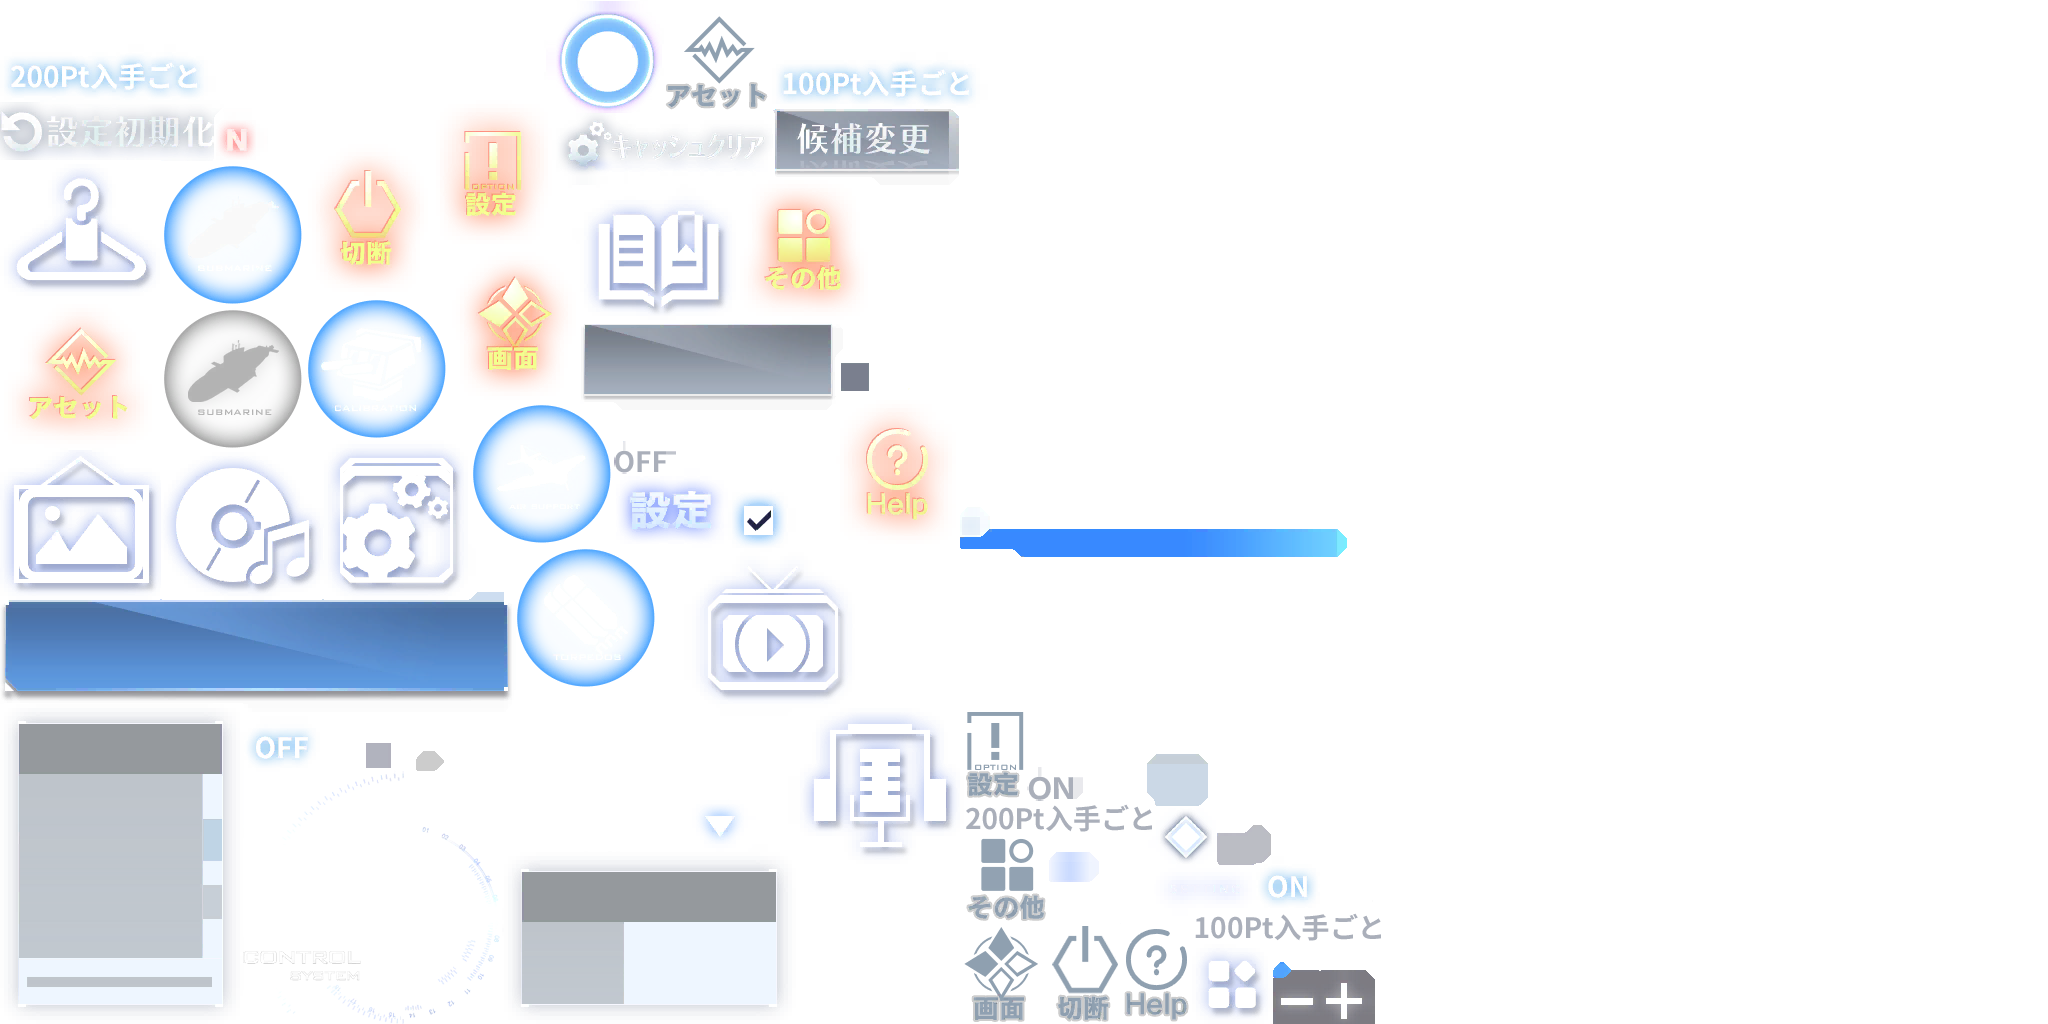 アセット
200Pt入手ごと
100Pt入手ごと
設定初期化
N
キャッシュクリア
候補変更
OPTION
設定
切断
その他
SUBMARINE
画面
アセット
SUBMARINE
OFF
設定
Help
OFF
OPTION
設定
ON
200Pt入手ごと
その他
ON
100Pt入手ごと
CONTROL
SYSTEM
画面
切断
Help